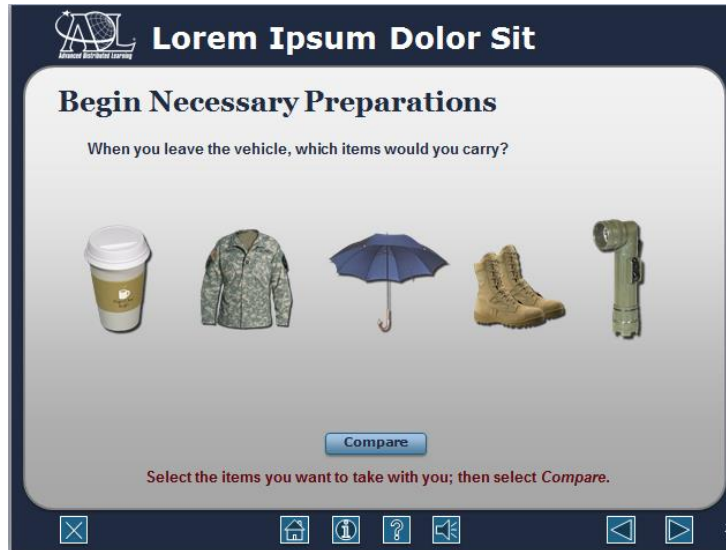 ADL
Advanced Distributed Learning
Lorem Ipsum Dolor Sit
Begin Necessary Preparations
When you leave the vehicle, which items would you carry?
Compare
Select the items you want to take with you; then select Compare.